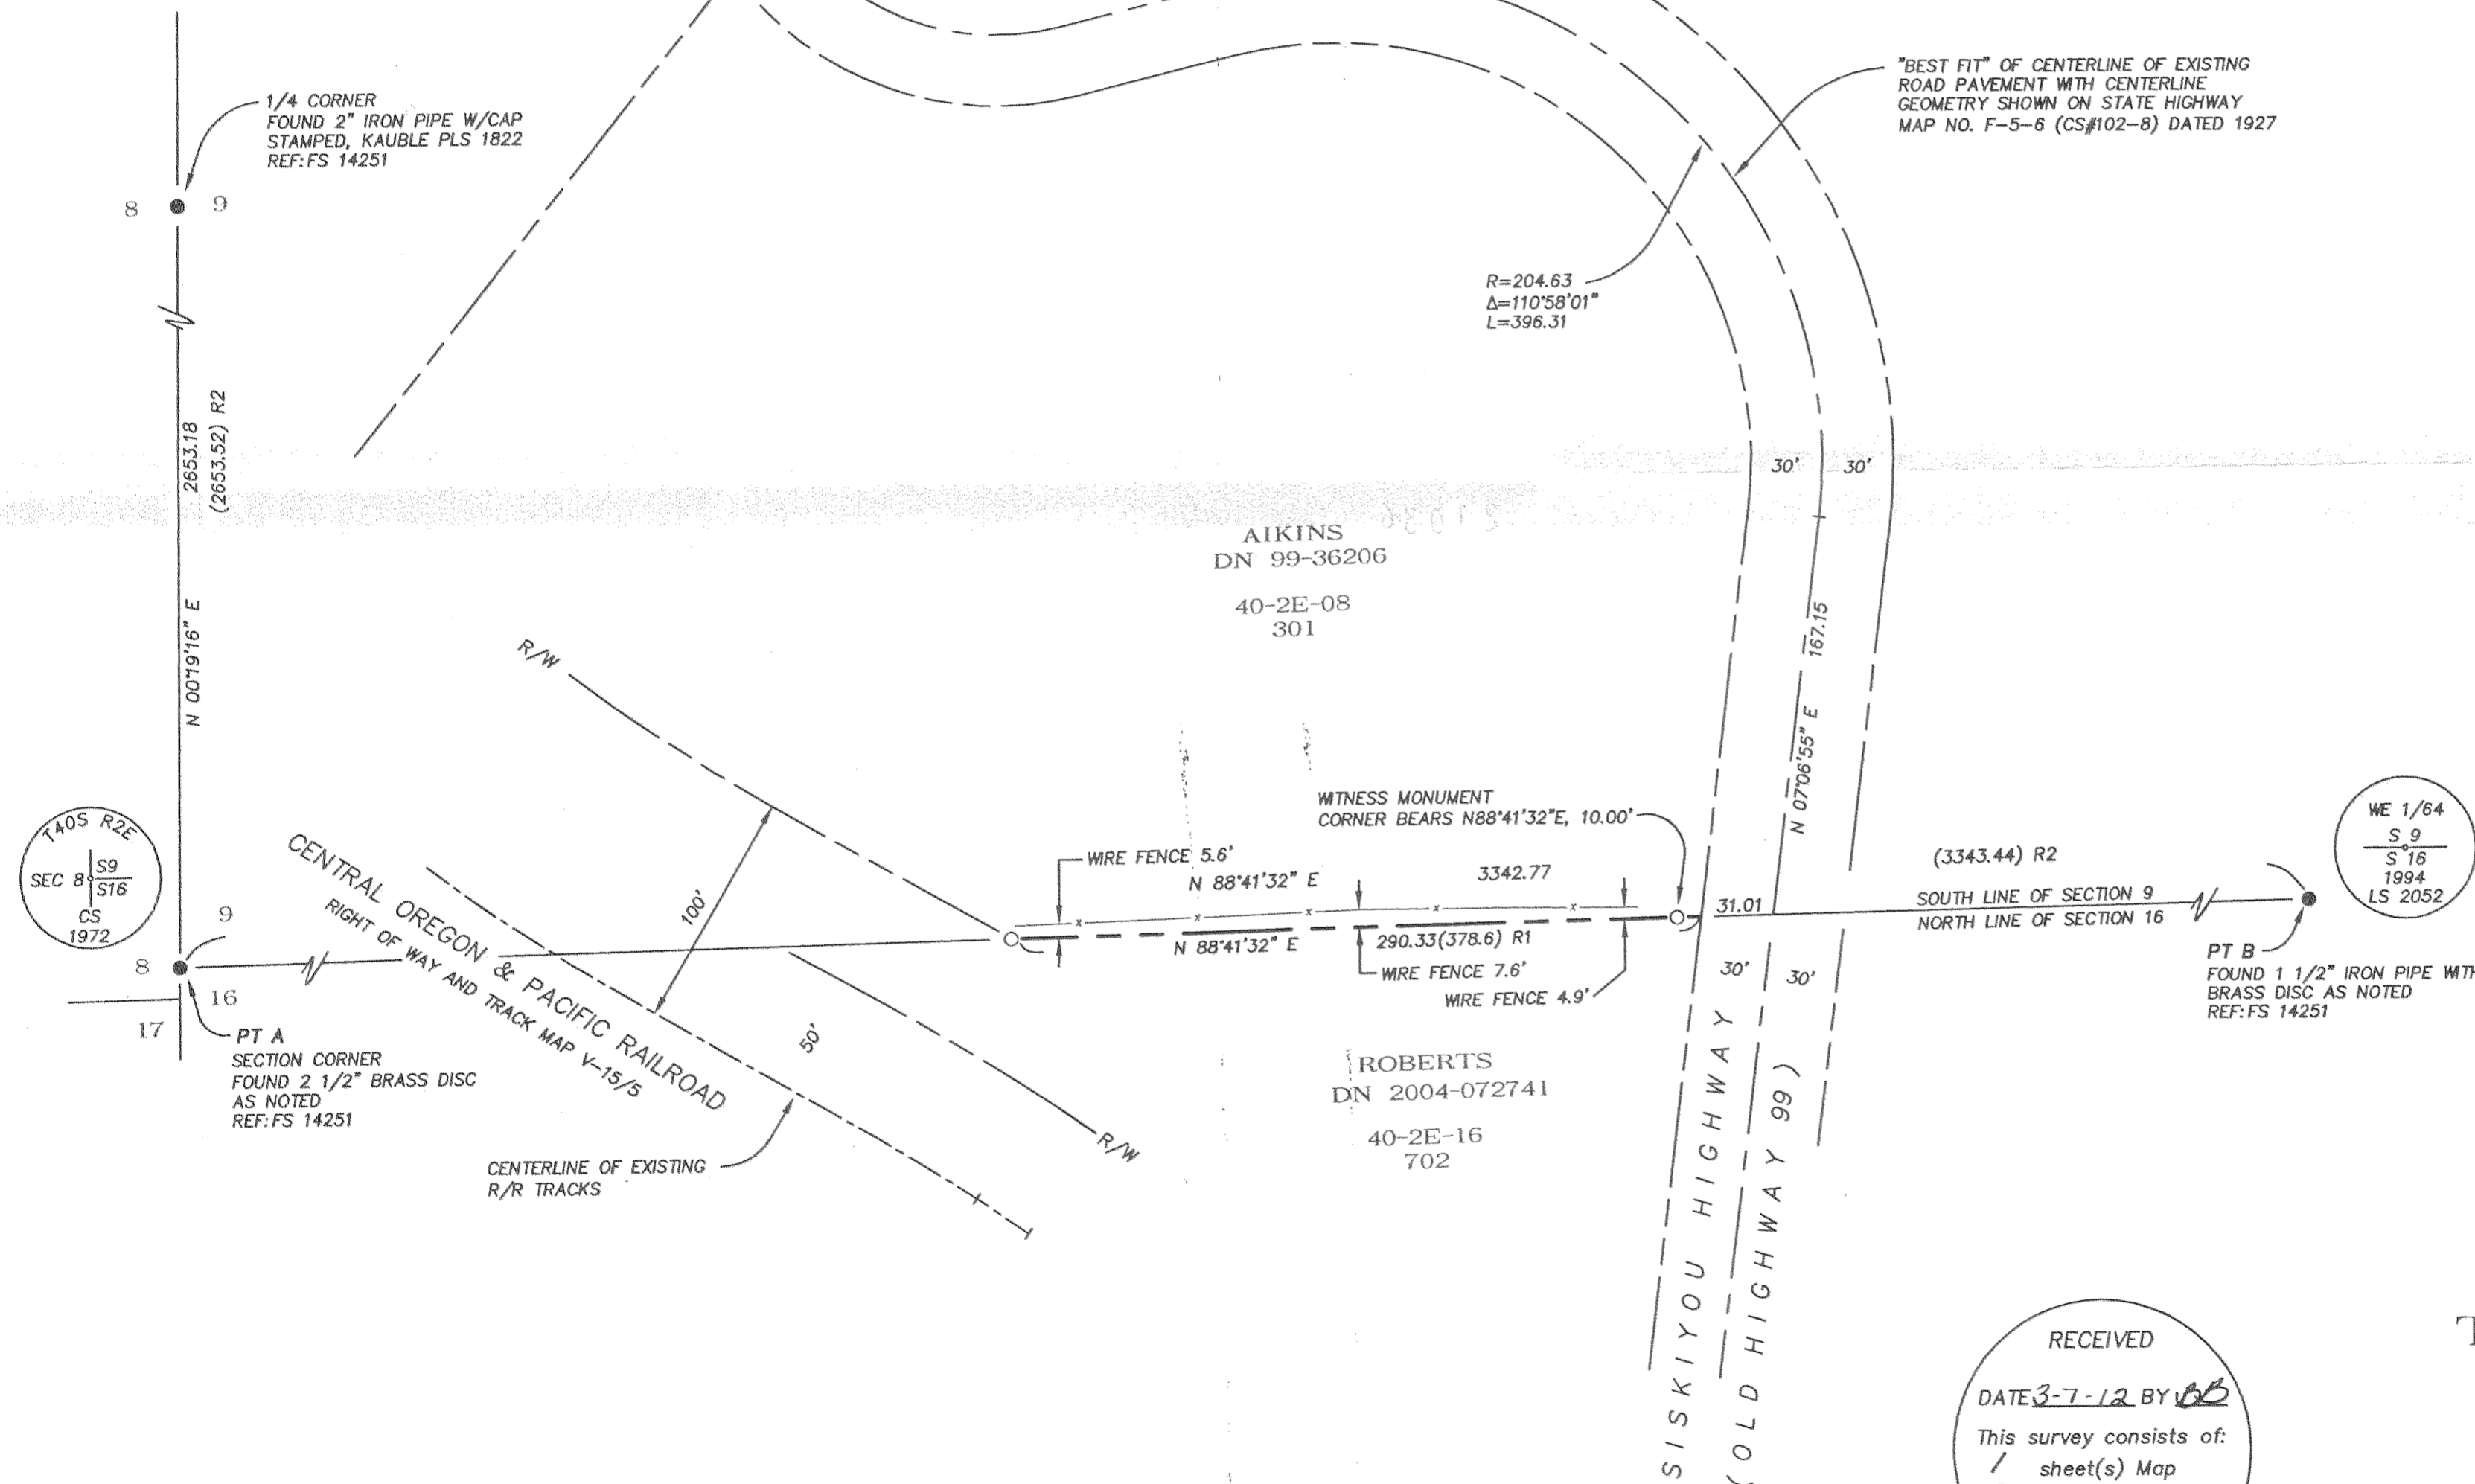 1/4 CORNER
FOUND 2" IRON PIPE W/CAP
STAMPED, KAUBLE PLS 1822
REF:FS 14251
8 9
"BEST FIT" OF CENTERLINE OF EXISTING
ROAD PAVEMENT WITH CENTERLINE
GEOMETRY SHOWN ON STATE HIGHWAY
MAP NO. F-5-6 (CS#102-8) DATED 1927
R=204.63
Δ=110°58'01"
L=396.31
2653.18
(2653.52) R2
N 00°19'16" E
30' 30'
AIKINS
DN 99-36206
40-2E-08
301
R/W
167.15
N 07°06'55" E
WITNESS MONUMENT
CORNER BEARS N88°41'32"E, 10.00'
WIRE FENCE 5.6'
N 88°41'32" E
3342.77
31.01
(3343.44) R2
SOUTH LINE OF SECTION 9
NORTH LINE OF SECTION 16
WE 1/64
S 9
S 16
1994
LS 2052
T40S R2E
SEC 8 S9
S16
CS
1972
9
8
16
17
PT A
SECTION CORNER
FOUND 2 1/2" BRASS DISC
AS NOTED
REF:FS 14251
CENTRAL OREGON & PACIFIC RAILROAD
RIGHT OF WAY AND TRACK MAP V-15/5
100'
50'
N 88°41'32" E
290.33(378.6) R1
WIRE FENCE 7.6'
WIRE FENCE 4.9'
30' 30'
PT B
FOUND 1 1/2" IRON PIPE WITH
BRASS DISC AS NOTED
REF:FS 14251
ROBERTS
DN 2004-072741
40-2E-16
702
R/W
CENTERLINE OF EXISTING
R/R TRACKS
SISKIYOU HIGHWAY
(OLD HIGHWAY 99)
RECEIVED
DATE 3-7-12 BY BB
This survey consists of:
1 sheet(s) Map